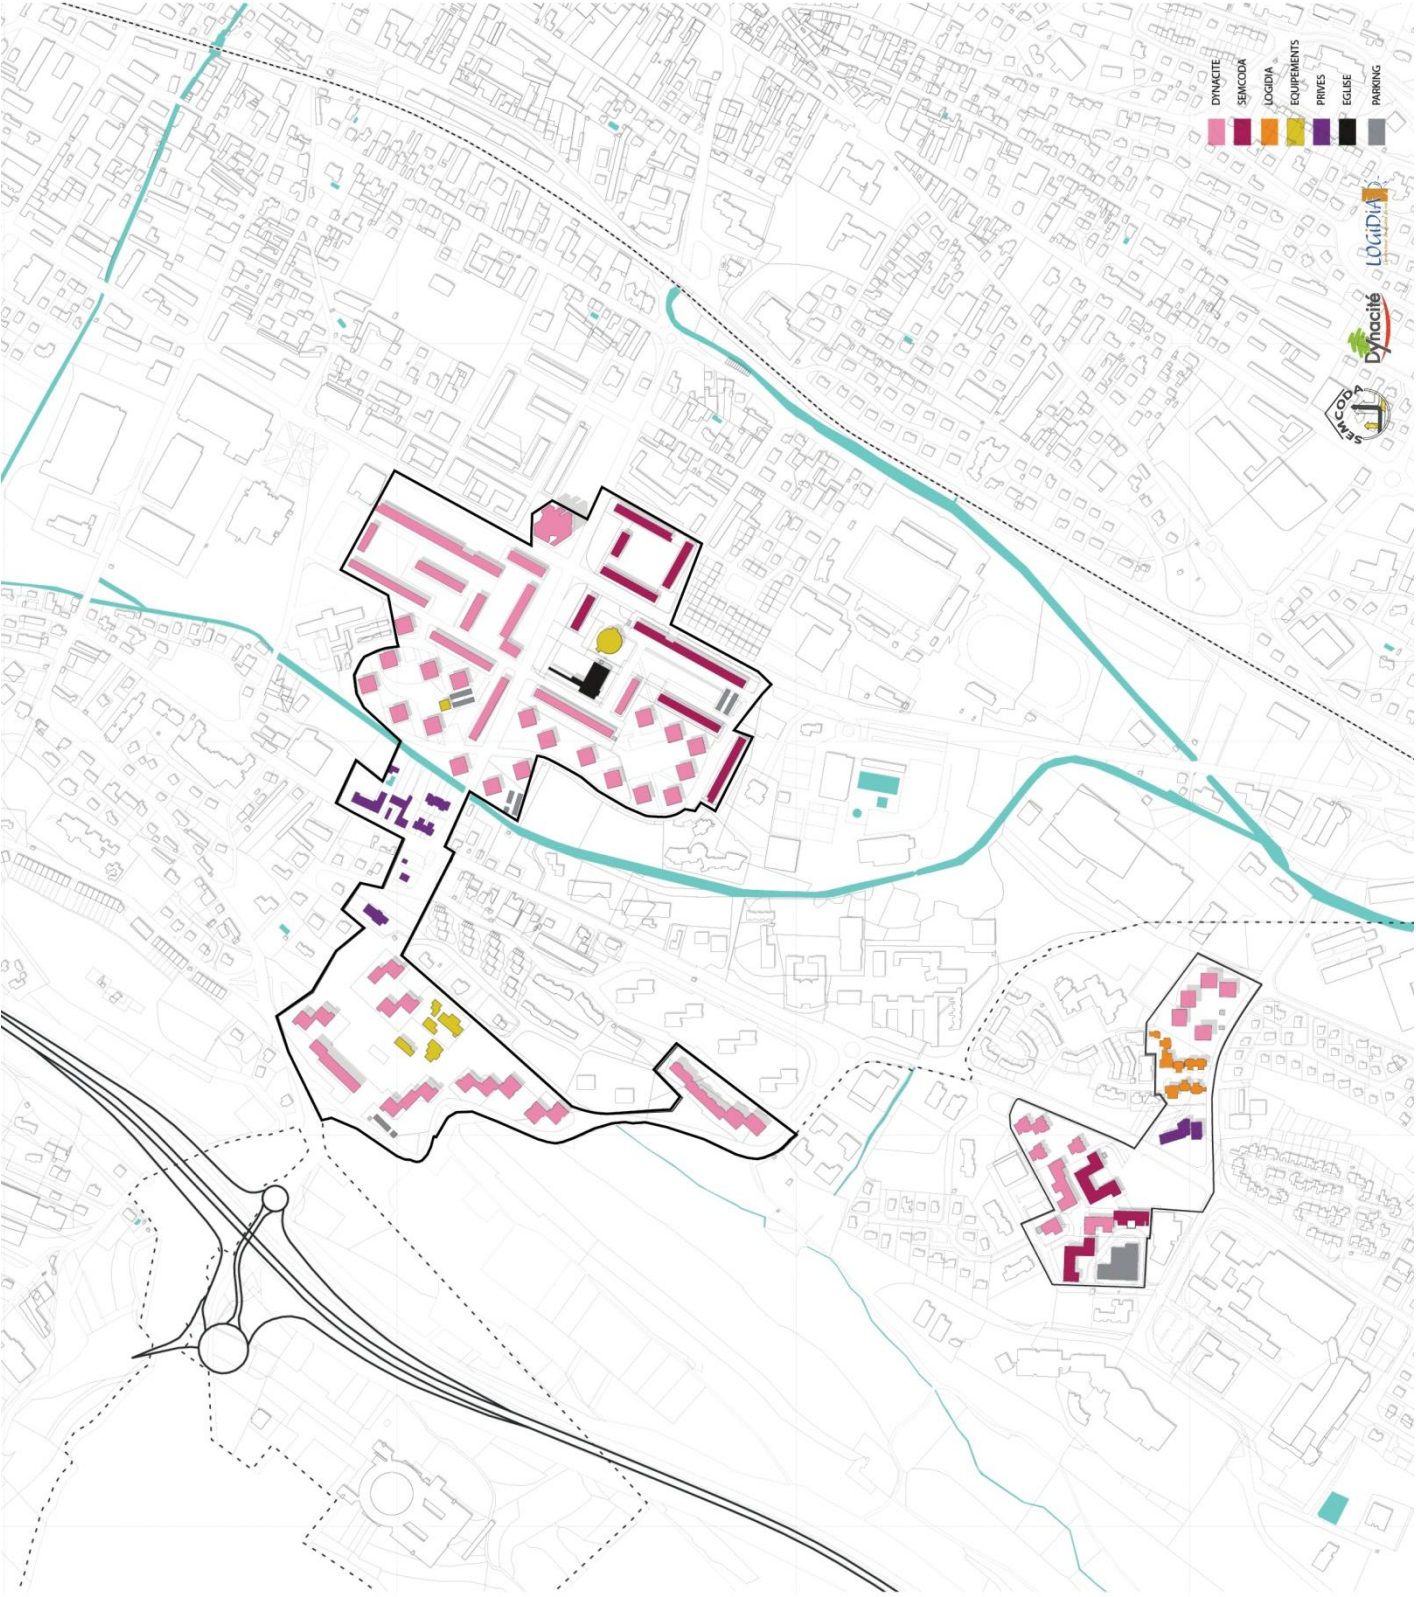 DYNACITE
SEMCODA
LOGIDIA
EQUIPEMENTS
PRIVES
EGLISE
PARKING
LOGiDiA
Dynacité
SEMCODA